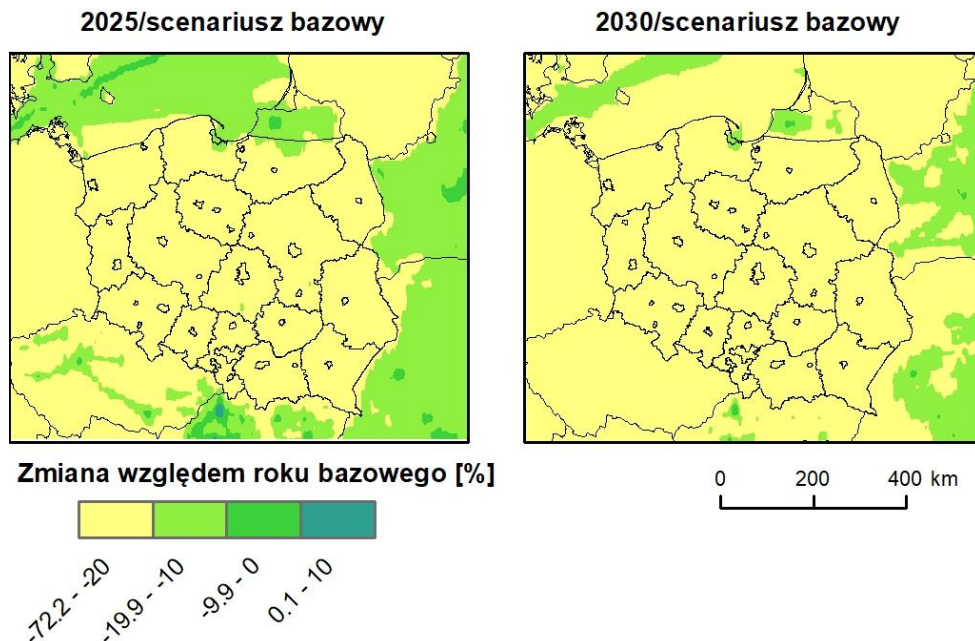 2025/scenariusz bazowy
2030/scenariusz bazowy
Zmiana względem roku bazowego [%]
-72.2 - -20
-19.9 - -10
-9.9 - 0
0.1 - 10
0 200 400 km